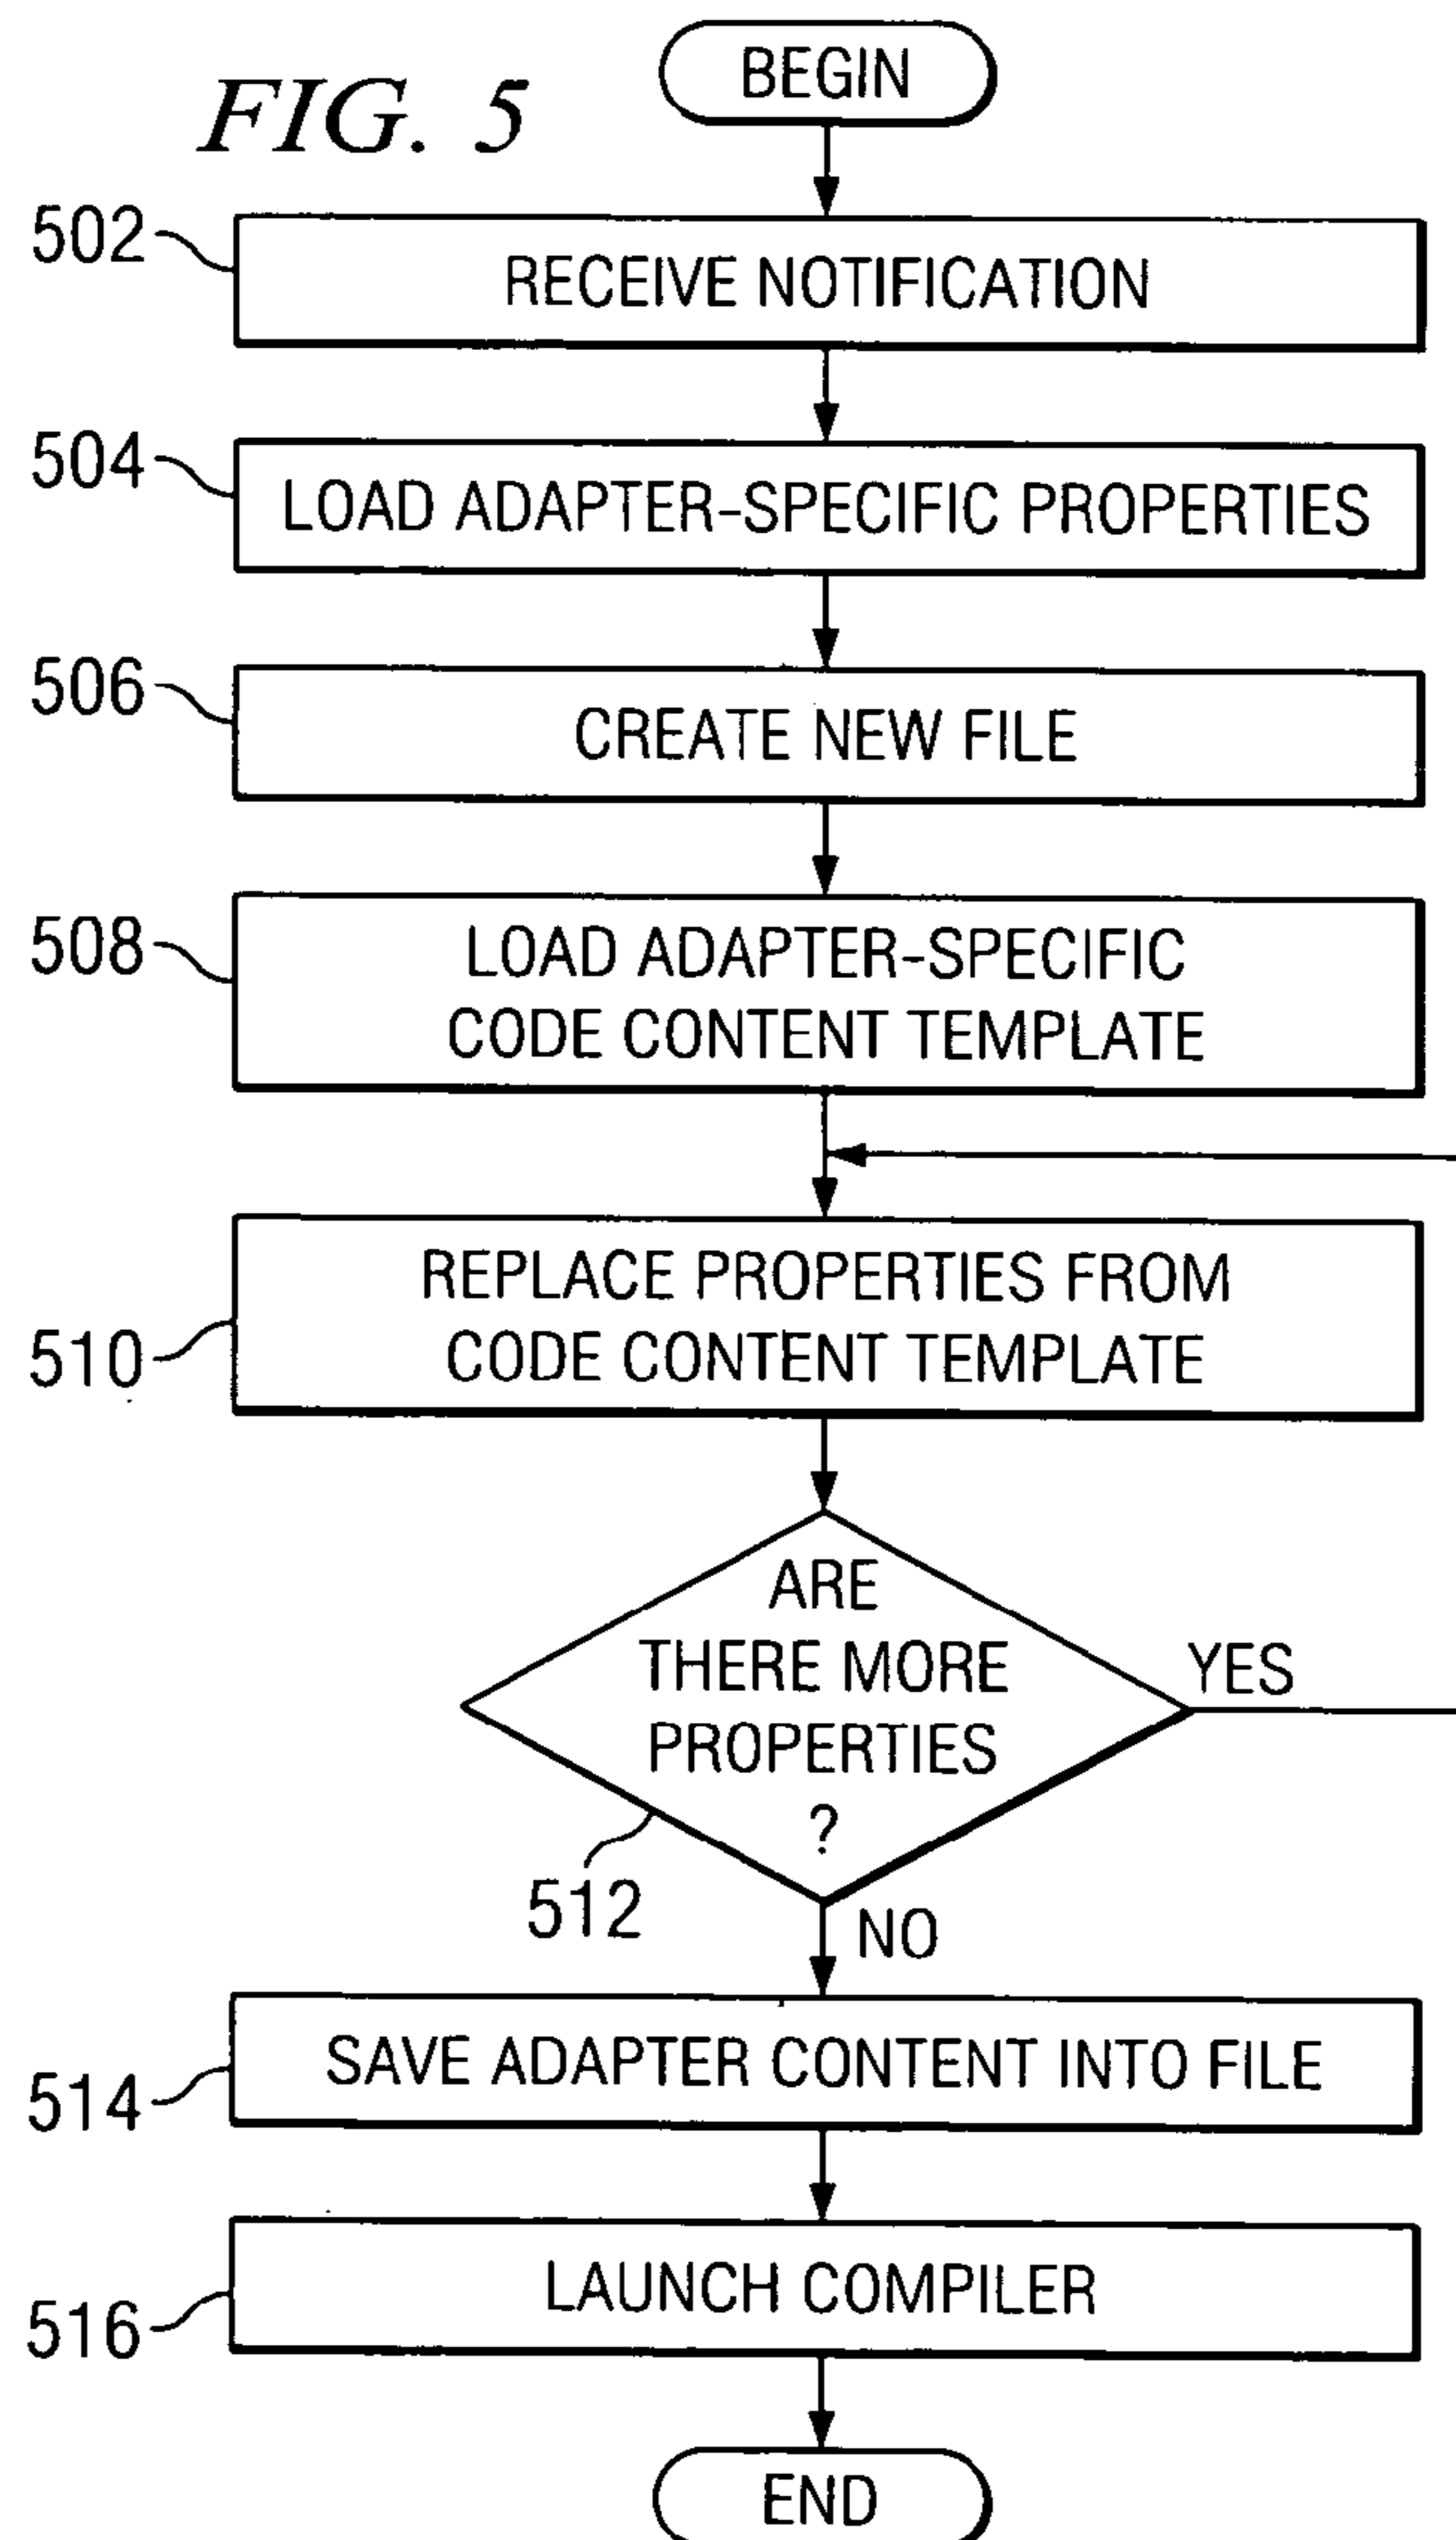 FIG. 5
BEGIN
502
RECEIVE NOTIFICATION
504
LOAD ADAPTER-SPECIFIC PROPERTIES
506
CREATE NEW FILE
508
LOAD ADAPTER-SPECIFIC
CODE CONTENT TEMPLATE
REPLACE PROPERTIES FROM
CODE CONTENT TEMPLATE
510
ARE
THERE MORE
PROPERTIES
?
YES
512
NO
SAVE ADAPTER CONTENT INTO FILE
514
LAUNCH COMPILER
516
END